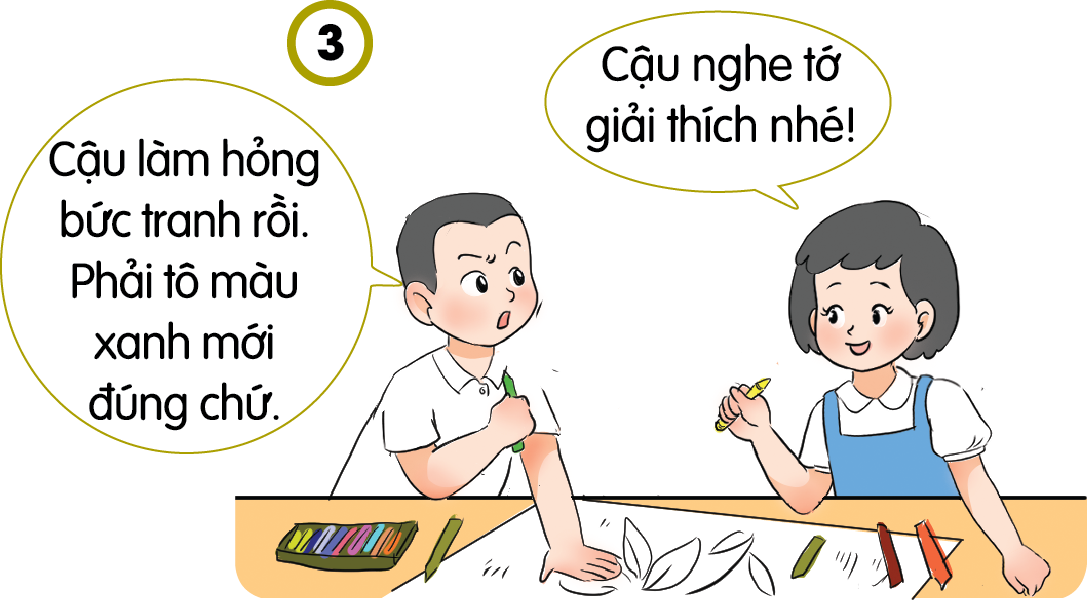 3
Cậu làm hỏng
bức tranh rồi.
Phải tô màu
xanh mới
đúng chứ.
Cậu nghe tớ
giải thích nhé!